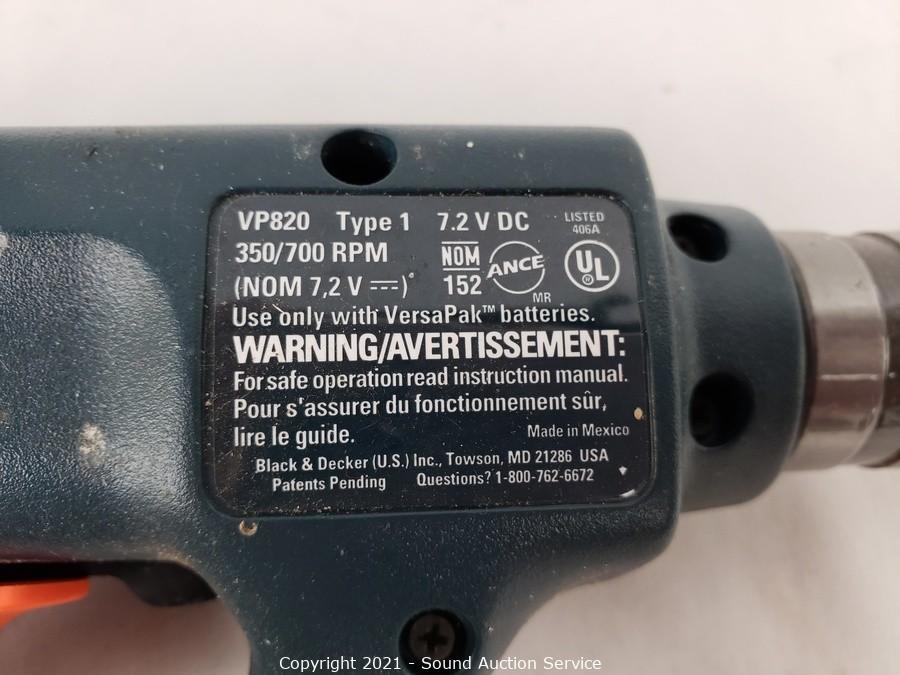 VP820 Type 1 7.2 V DC LISTED 406A
350/700 RPM NOM ANCE UL ®
(NOM 7,2 V ⎓) 152 MR
Use only with VersaPak™ batteries.
WARNING/AVERTISSEMENT:
For safe operation read instruction manual.
Pour s'assurer du fonctionnement sûr,
lire le guide. Made in Mexico
Black & Decker (U.S.) Inc., Towson, MD 21286 USA
Patents Pending Questions? 1-800-762-6672
Copyright 2021 - Sound Auction Service